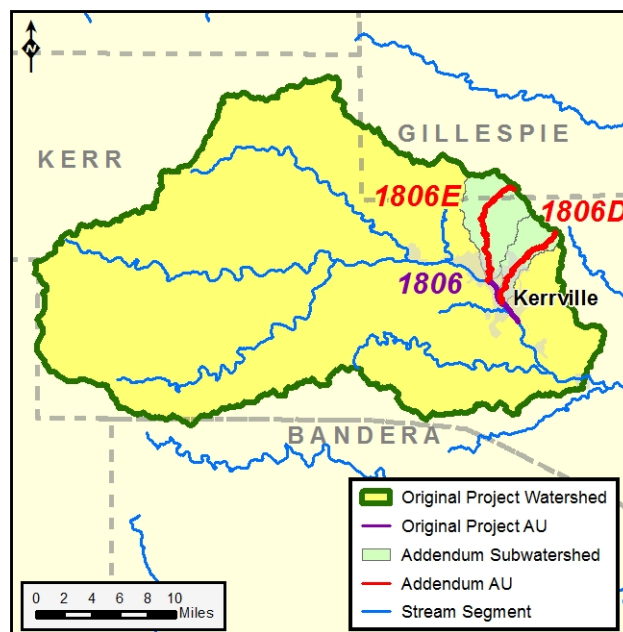 N
GILLESPIE
KERR
1806E
1806D
1806
Kerrville
BANDERA
Original Project Watershed
Original Project AU
Addendum Subwatershed
Addendum AU
Stream Segment
0 2 4 6 8 10
Miles